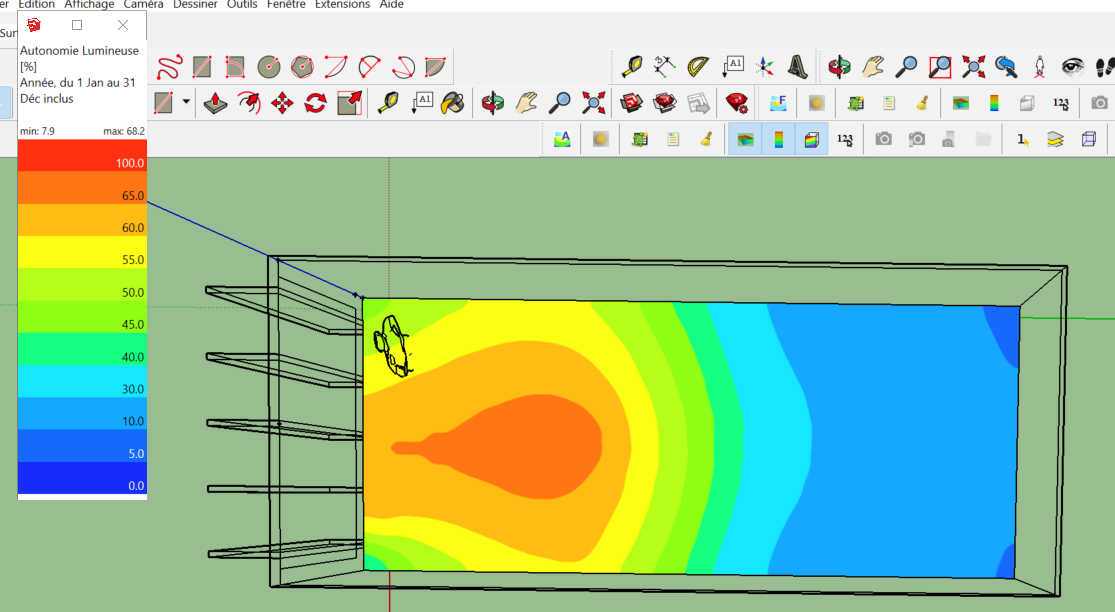 er Edition Affichage Caméra Dessiner Outils Fenêtre Extensions Aide
Sur
Autonomie Lumineuse
[%]
Année, du 1 Jan au 31
Déc inclus
min: 7.9 max: 68.2
100.0
65.0
60.0
55.0
50.0
45.0
40.0
30.0
10.0
5.0
0.0
A1
A1
F
123
A
123
1